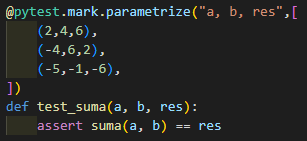 @pytest.mark.parametrize("a, b, res",[
    (2,4,6),
    (-4,6,2),
    (-5,-1,-6),
])
def test_suma(a, b, res):
    assert suma(a, b) == res